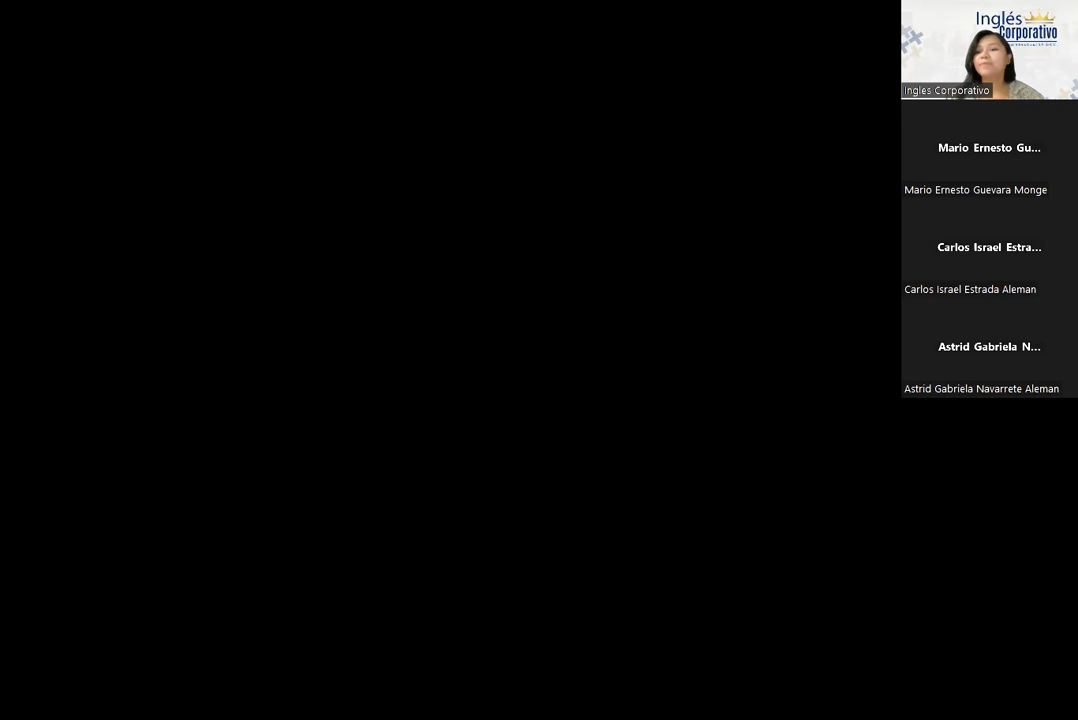 Inglés
Corporativo
Ingles Corporativo
Mario Ernesto Gu...
Mario Ernesto Guevara Monge
Carlos Israel Estra...
Carlos Israel Estrada Aleman
Astrid Gabriela N...
Astrid Gabriela Navarrete Aleman